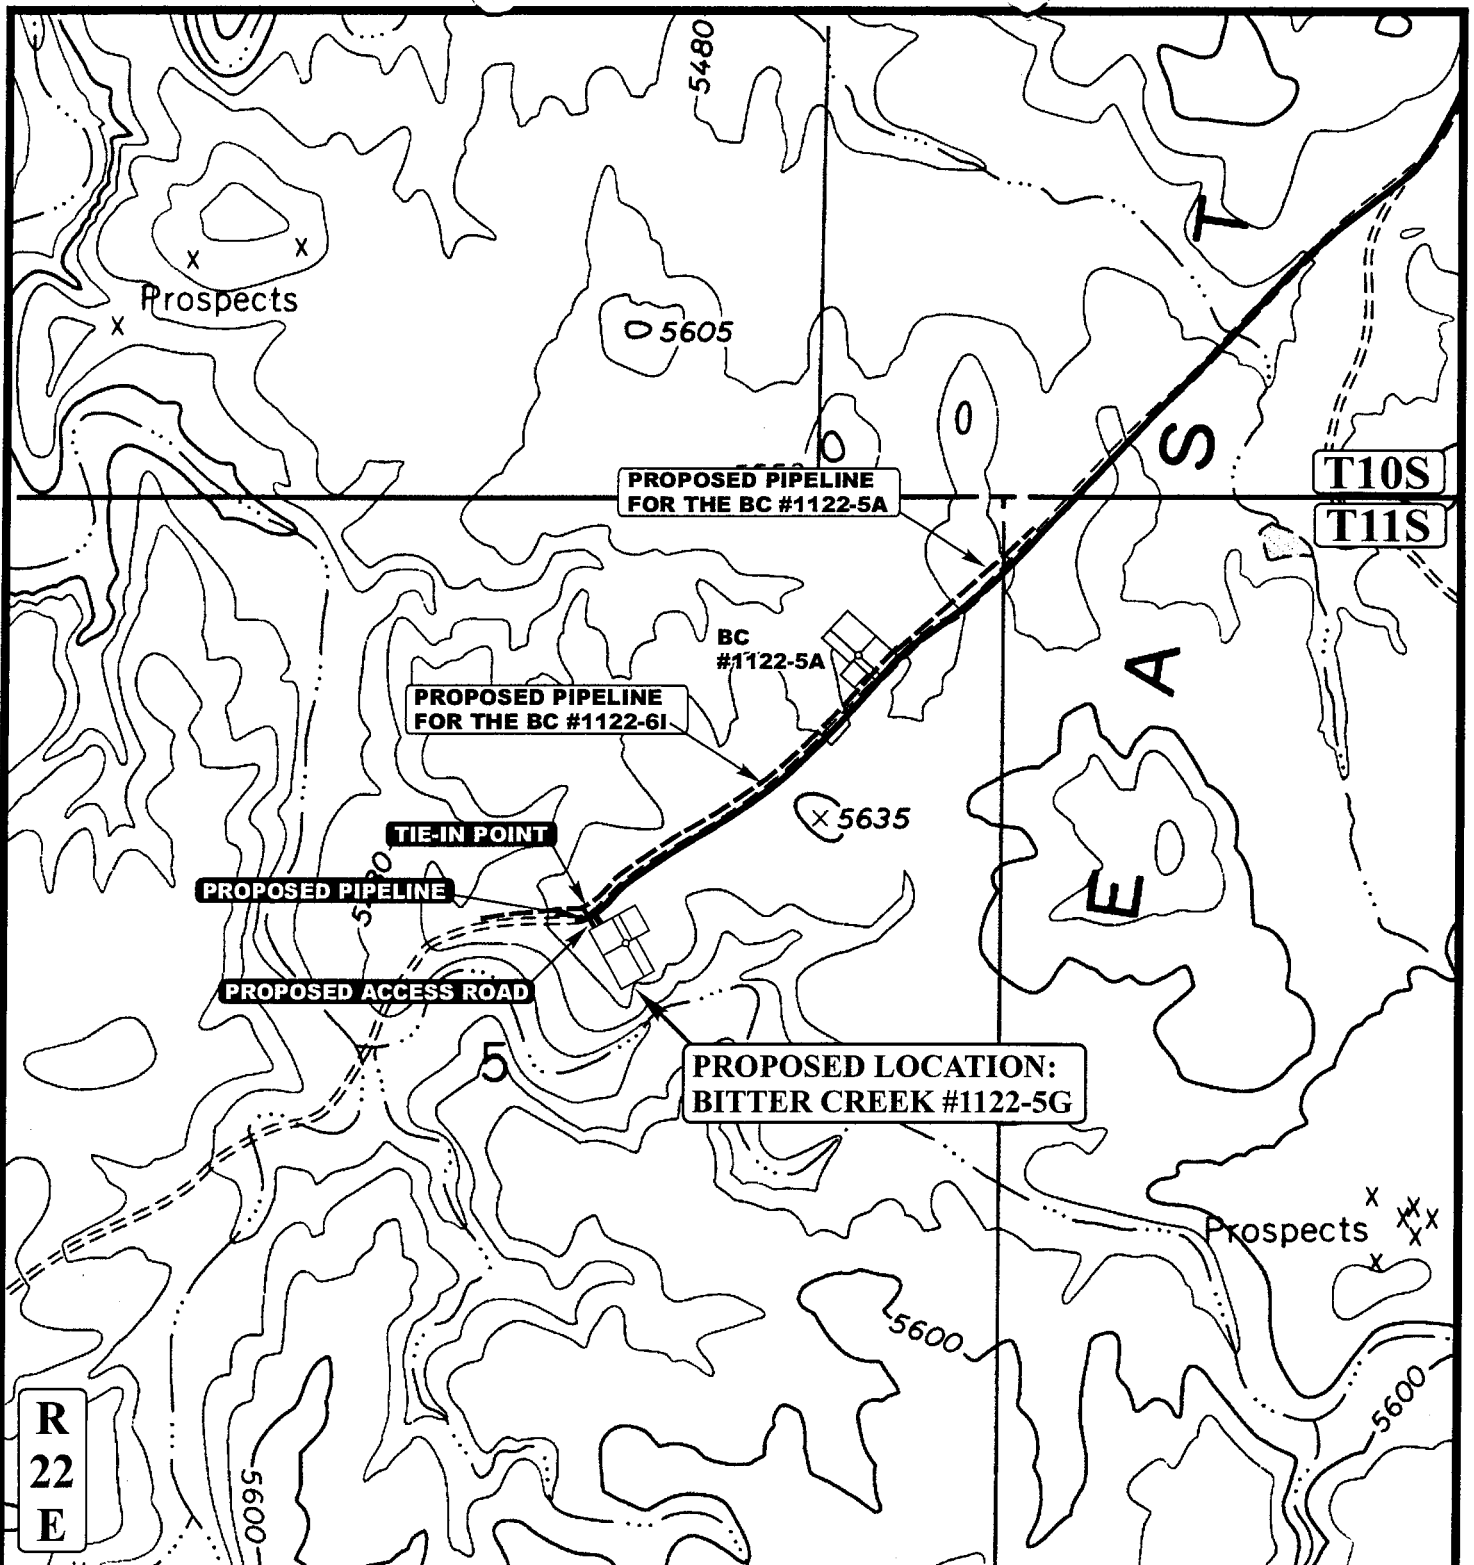 5480
Prospects
5605
T
S
A
E
T10S
T11S
PROPOSED PIPELINE
FOR THE BC #1122-5A
BC
#1122-5A
PROPOSED PIPELINE
FOR THE BC #1122-6I
5635
TIE-IN POINT
PROPOSED PIPELINE
PROPOSED ACCESS ROAD
5
PROPOSED LOCATION:
BITTER CREEK #1122-5G
Prospects
5600
5600
5600
R
22
E